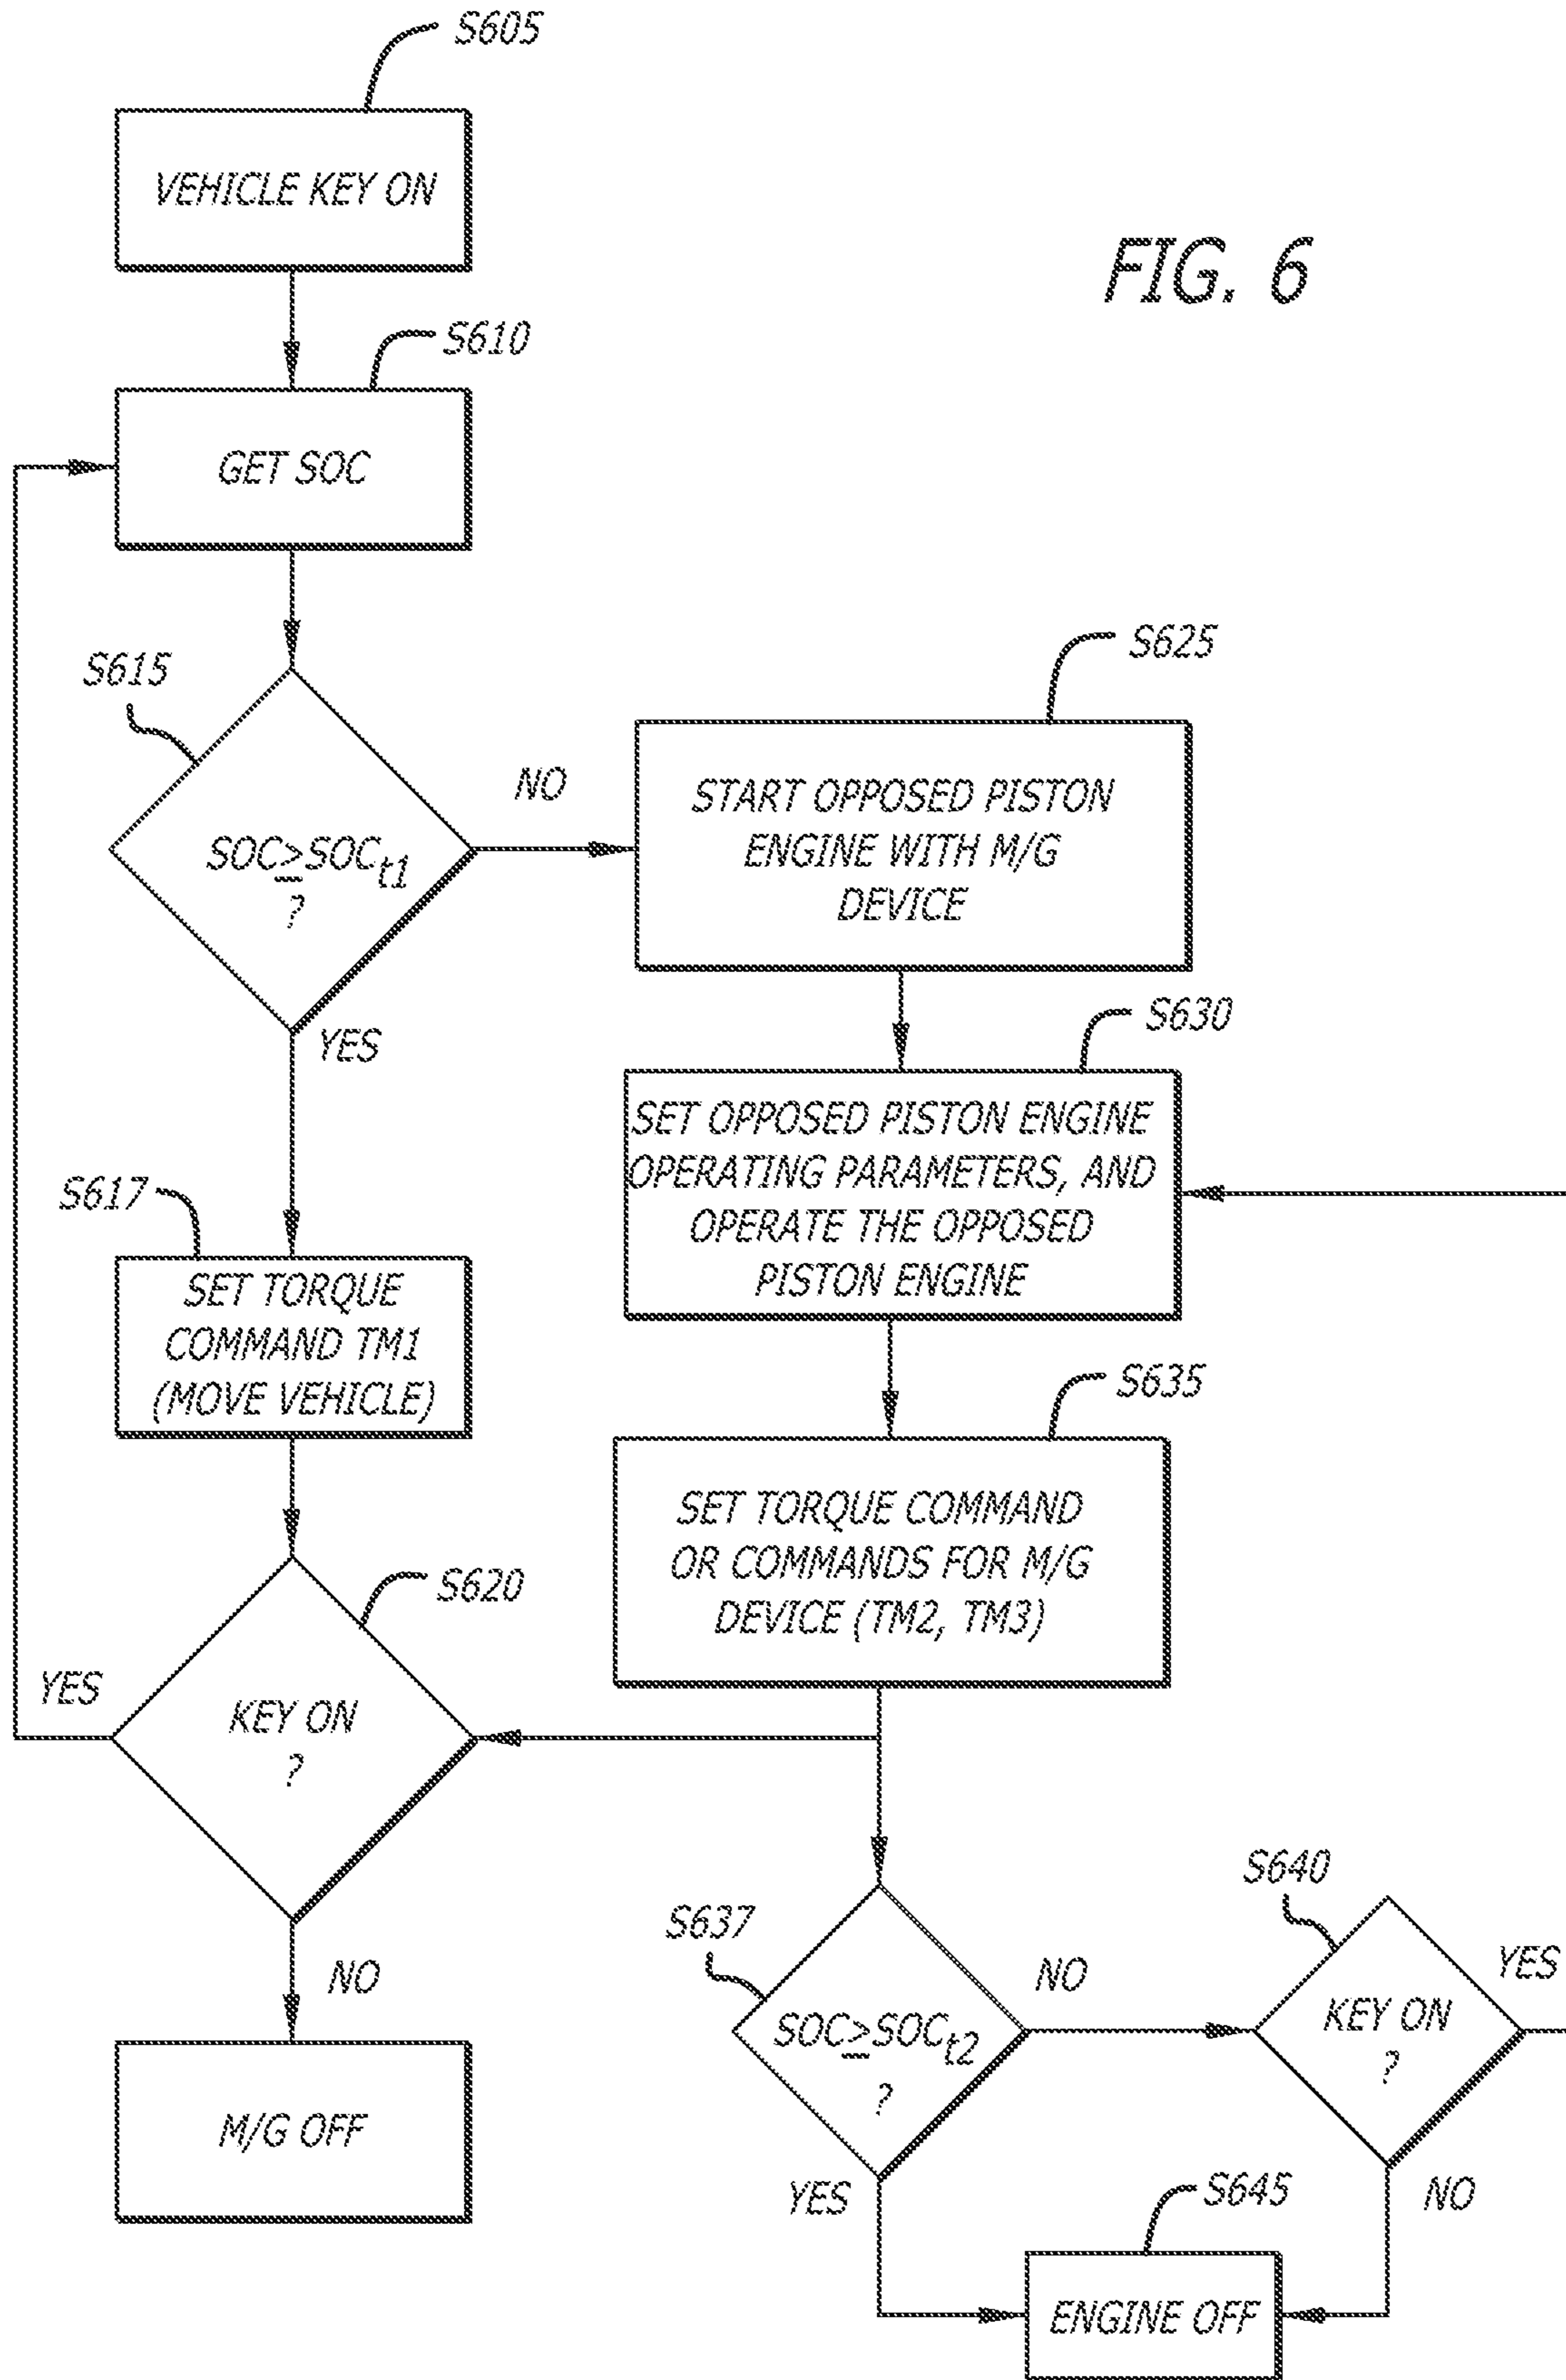 S605
VEHICLE KEY ON
FIG. 6
S610
GET SOC
S615
SOC≥SOCt1
?
NO
YES
S625
START OPPOSED PISTON
ENGINE WITH M/G
DEVICE
S630
SET OPPOSED PISTON ENGINE
OPERATING PARAMETERS, AND
OPERATE THE OPPOSED
PISTON ENGINE
S617
SET TORQUE
COMMAND TM1
(MOVE VEHICLE)
S635
SET TORQUE COMMAND
OR COMMANDS FOR M/G
DEVICE (TM2, TM3)
S620
YES
KEY ON
?
NO
M/G OFF
S637
SOC≥SOCt2
?
NO
YES
S640
KEY ON
?
YES
NO
S645
ENGINE OFF